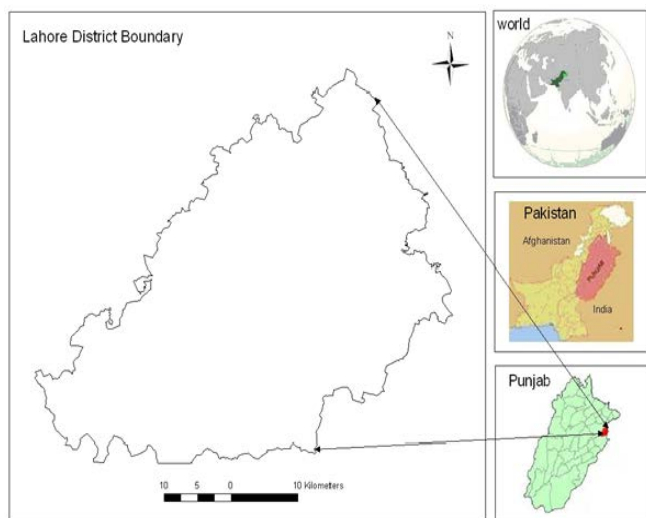 Lahore District Boundary
N
world
Pakistan
Afghanistan
PUNJAB
India
Punjab
10 5 0 10 Kilometers